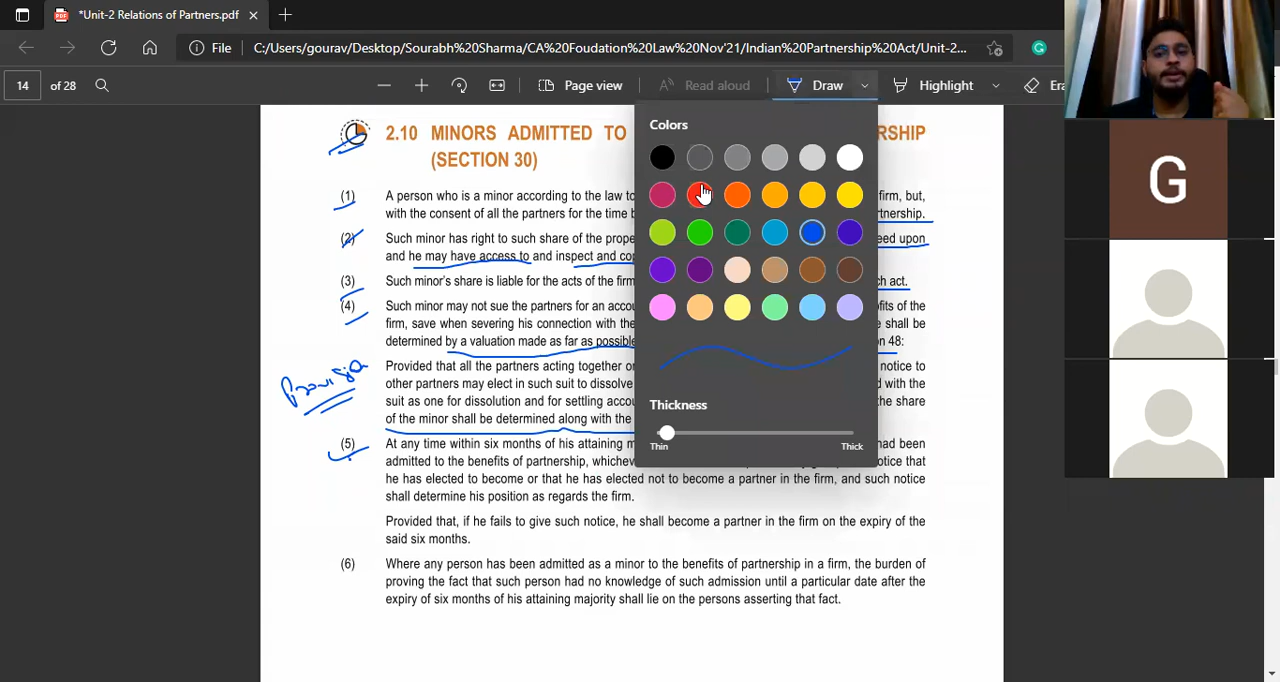 *Unit-2 Relations of Partners.pdf
File C:/Users/gourav/Desktop/Sourabh%20Sharma/CA%20Foudation%20Law%20Nov'21/Indian%20Partnership%20Act/Unit-2...
14 of 28 Page view Read aloud Draw Highlight Era
Colors
2.10 MINORS ADMITTED TO RSHIP
(SECTION 30)
(1) A person who is a minor according to the law to firm, but,
with the consent of all the partners for the time b rtnership.
(2) Such minor has right to such share of the prope eed upon
and he may have access to and inspect and co
(3) Such minor's share is liable for the acts of the firm ch act.
(4) Such minor may not sue the partners for an accou fits of the
firm, save when severing his connection with the e shall be
determined by a valuation made as far as possible n 48:
Provision
Provided that all the partners acting together or notice to
other partners may elect in such suit to dissolve d with the
suit as one for dissolution and for settling accou the share
of the minor shall be determined along with the
Thickness
Thin Thick
(5) At any time within six months of his attaining m had been
admitted to the benefits of partnership, whichev otice that
he has elected to become or that he has elected not to become a partner in the firm, and such notice
shall determine his position as regards the firm.
Provided that, if he fails to give such notice, he shall become a partner in the firm on the expiry of the
said six months.
(6) Where any person has been admitted as a minor to the benefits of partnership in a firm, the burden of
proving the fact that such person had no knowledge of such admission until a particular date after the
expiry of six months of his attaining majority shall lie on the persons asserting that fact.
G